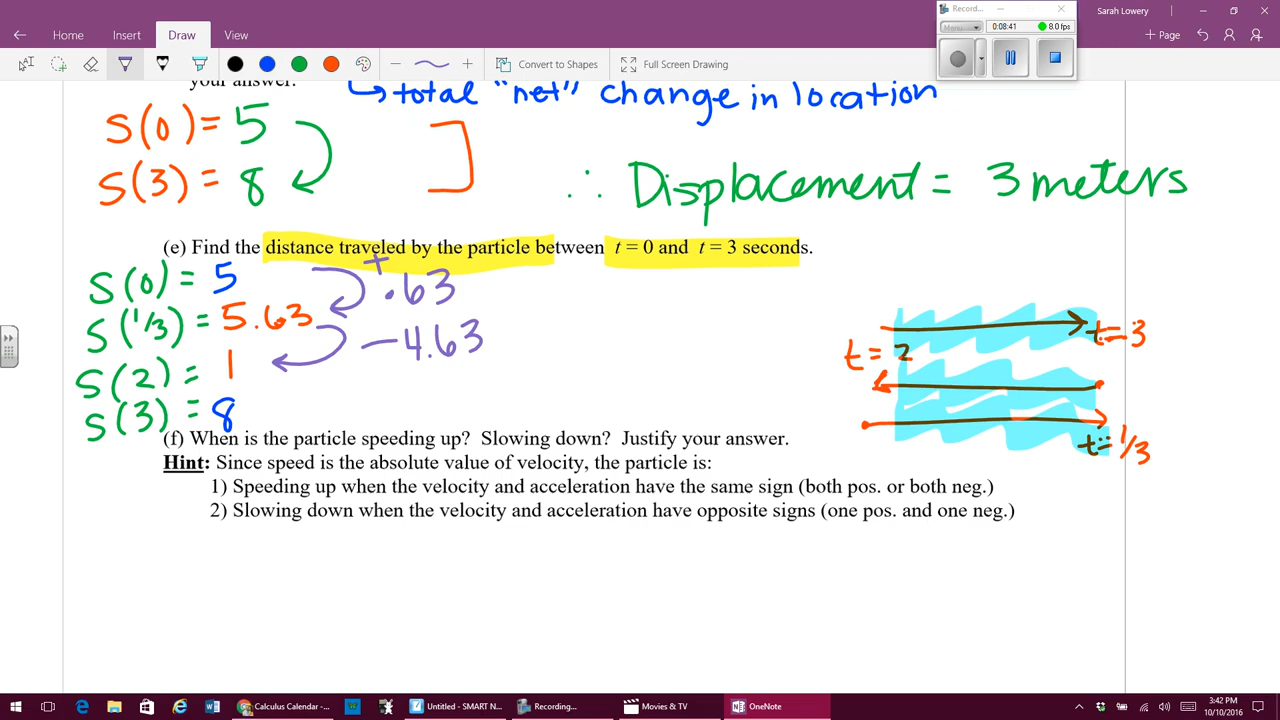 Record...
Sarah Lowery
Home Insert Draw View
Menu 0:08:41 8.0 fps
Page
Convert to Shapes Full Screen Drawing
your answer.
total "net" change in location
S(0) = 5
S(3) = 8
∴ Displacement = 3 meters
(e) Find the distance traveled by the particle between t = 0 and t = 3 seconds.
S(0) = 5
+.63
S(1/3) = 5.63
-4.63
S(2) = 1
S(3) = 8
t = 3
t = 2
t = 1/3
(f) When is the particle speeding up? Slowing down? Justify your answer.
Hint: Since speed is the absolute value of velocity, the particle is:
1) Speeding up when the velocity and acceleration have the same sign (both pos. or both neg.)
2) Slowing down when the velocity and acceleration have opposite signs (one pos. and one neg.)
Calculus Calendar -... Untitled - SMART N... Recording... Movies & TV OneNote
3:42 PM
10/10/2016